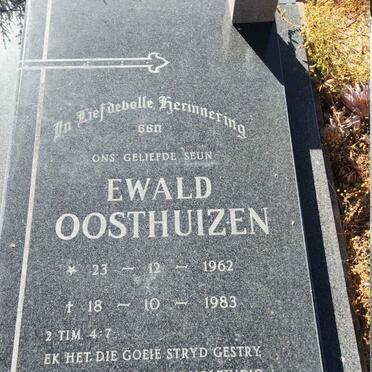 In Liefdevolle Herinnering
aan
ONS GELIEFDE SEUN
EWALD
OOSTHUIZEN
* 23 – 12 – 1962
† 18 – 10 – 1983
2 TIM. 4:7
EK HET DIE GOEIE STRYD GESTRY,